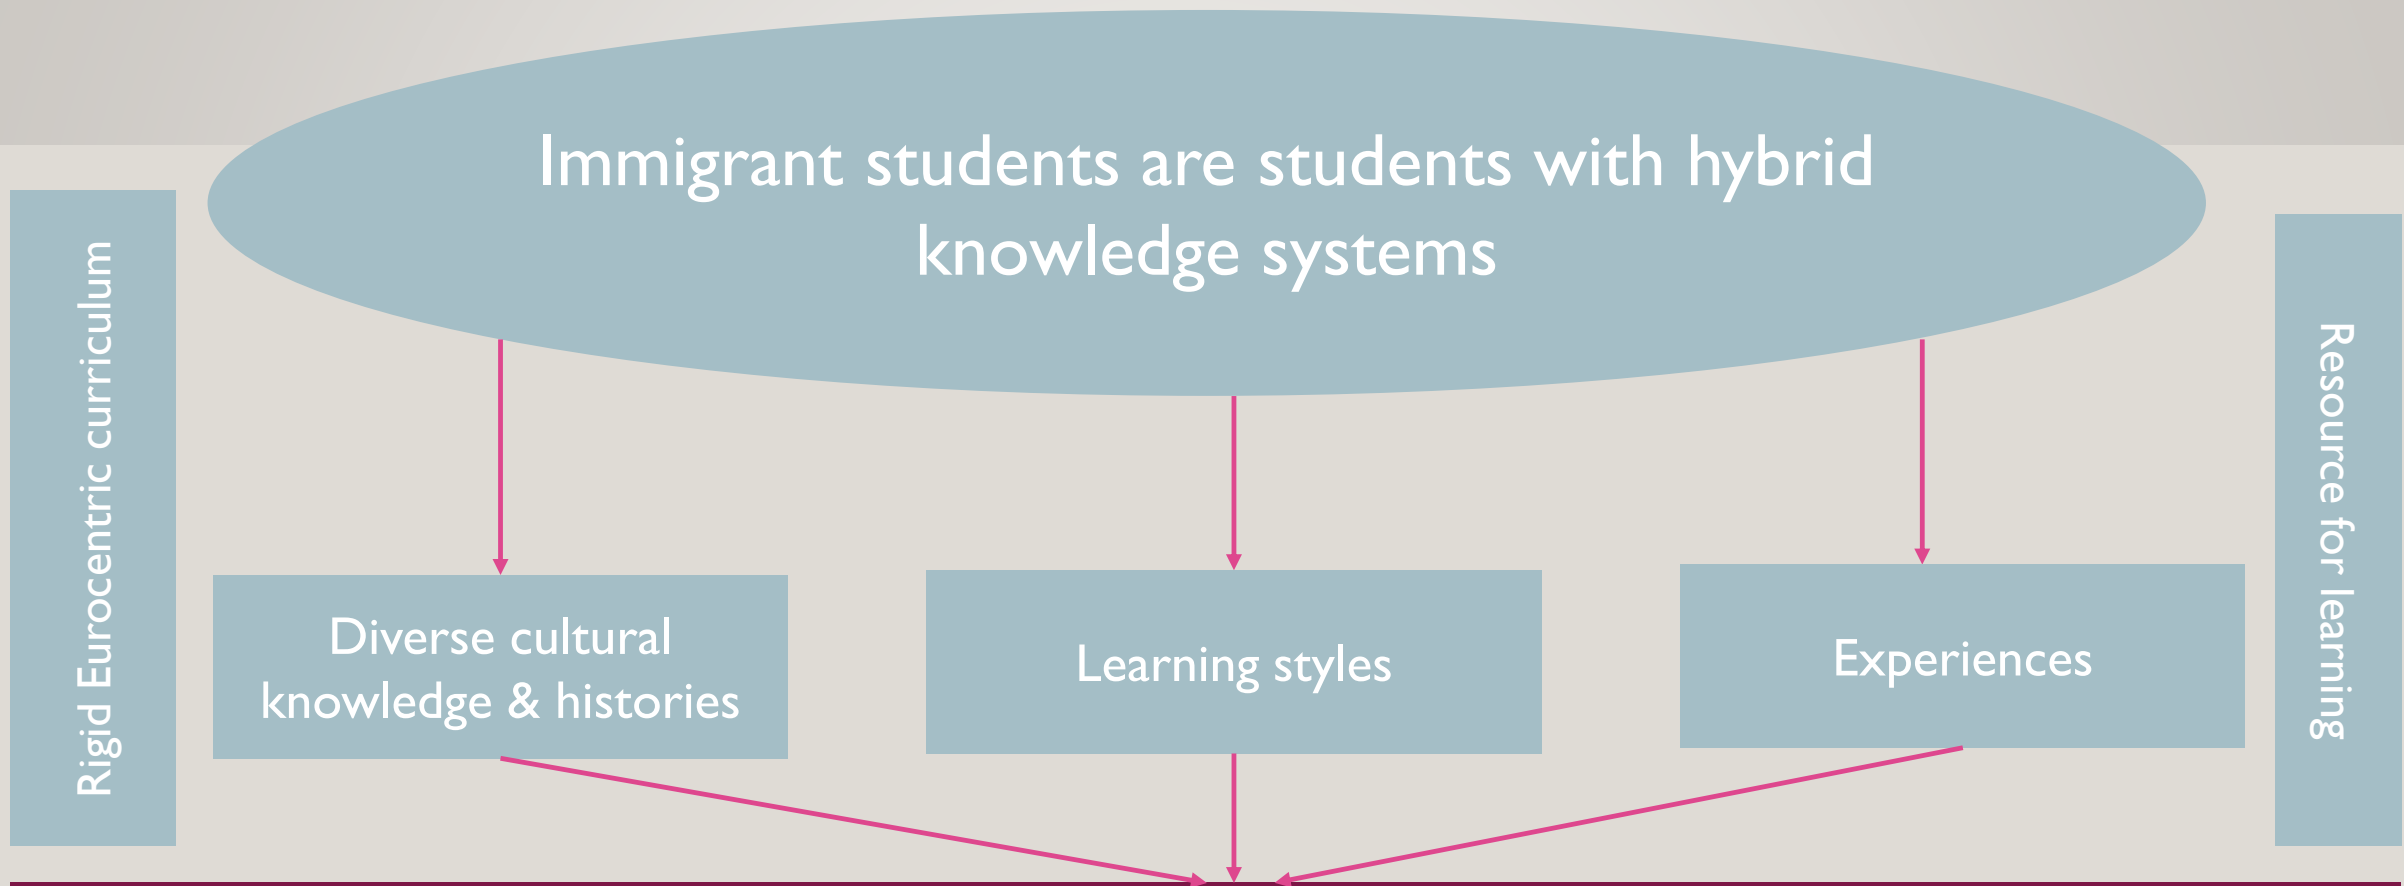 Immigrant students are students with hybrid
knowledge systems
Rigid Eurocentric curriculum
Resource for learning
Diverse cultural
knowledge & histories
Learning styles
Experiences